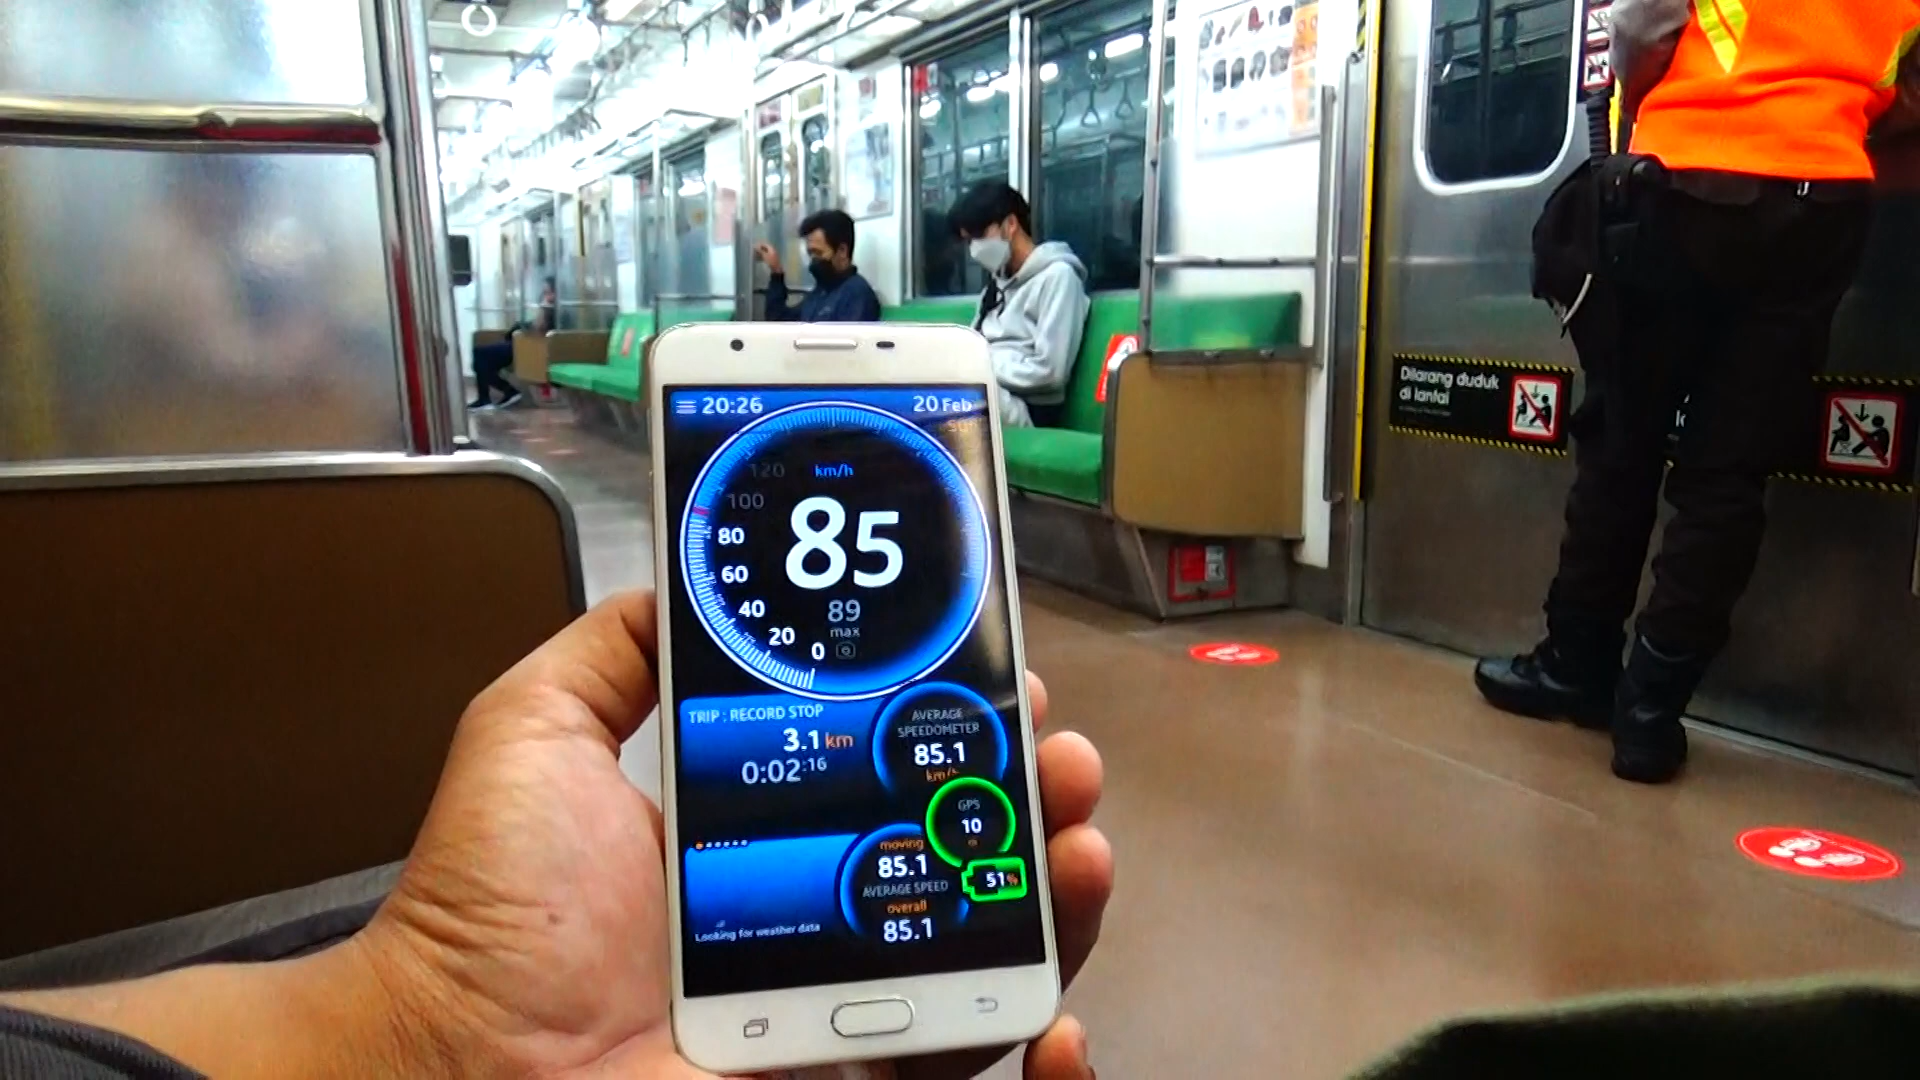 20:26
20 Feb
120
km/h
100
80
85
60
40
89
20
max
0
TRIP : RECORD STOP
3.1 km
0:02:16
AVERAGE
SPEEDOMETER
85.1
km/h
GPS
10
moving
85.1
AVERAGE SPEED
overall
85.1
51%
Looking for weather data
Dilarang duduk
di lantai